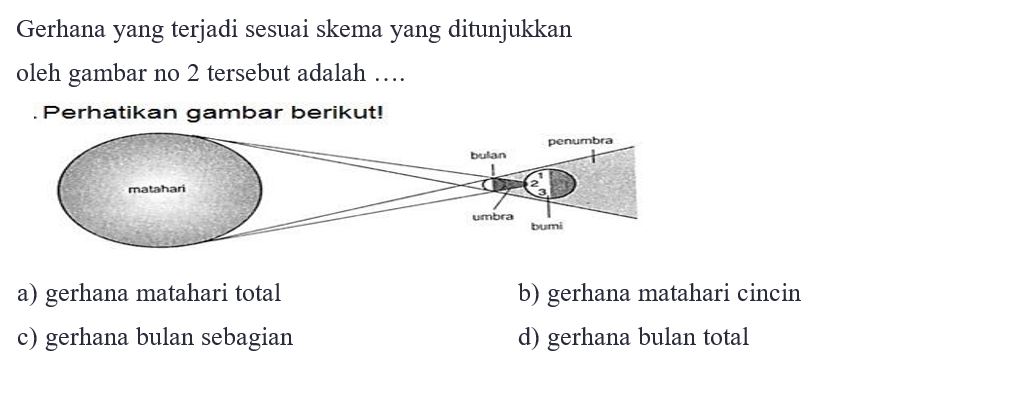 Gerhana yang terjadi sesuai skema yang ditunjukkan
oleh gambar no 2 tersebut adalah ....
. Perhatikan gambar berikut!
penumbra
bulan
matahari
1
2
3
umbra
bumi
a) gerhana matahari total
b) gerhana matahari cincin
c) gerhana bulan sebagian
d) gerhana bulan total